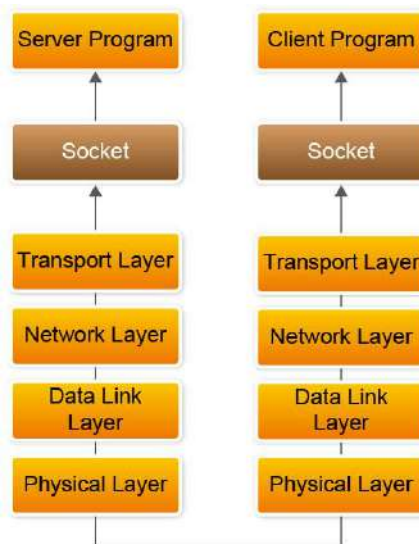 Server Program
Client Program
Socket
Socket
Transport Layer
Transport Layer
Network Layer
Network Layer
Data Link
Layer
Data Link
Layer
Physical Layer
Physical Layer